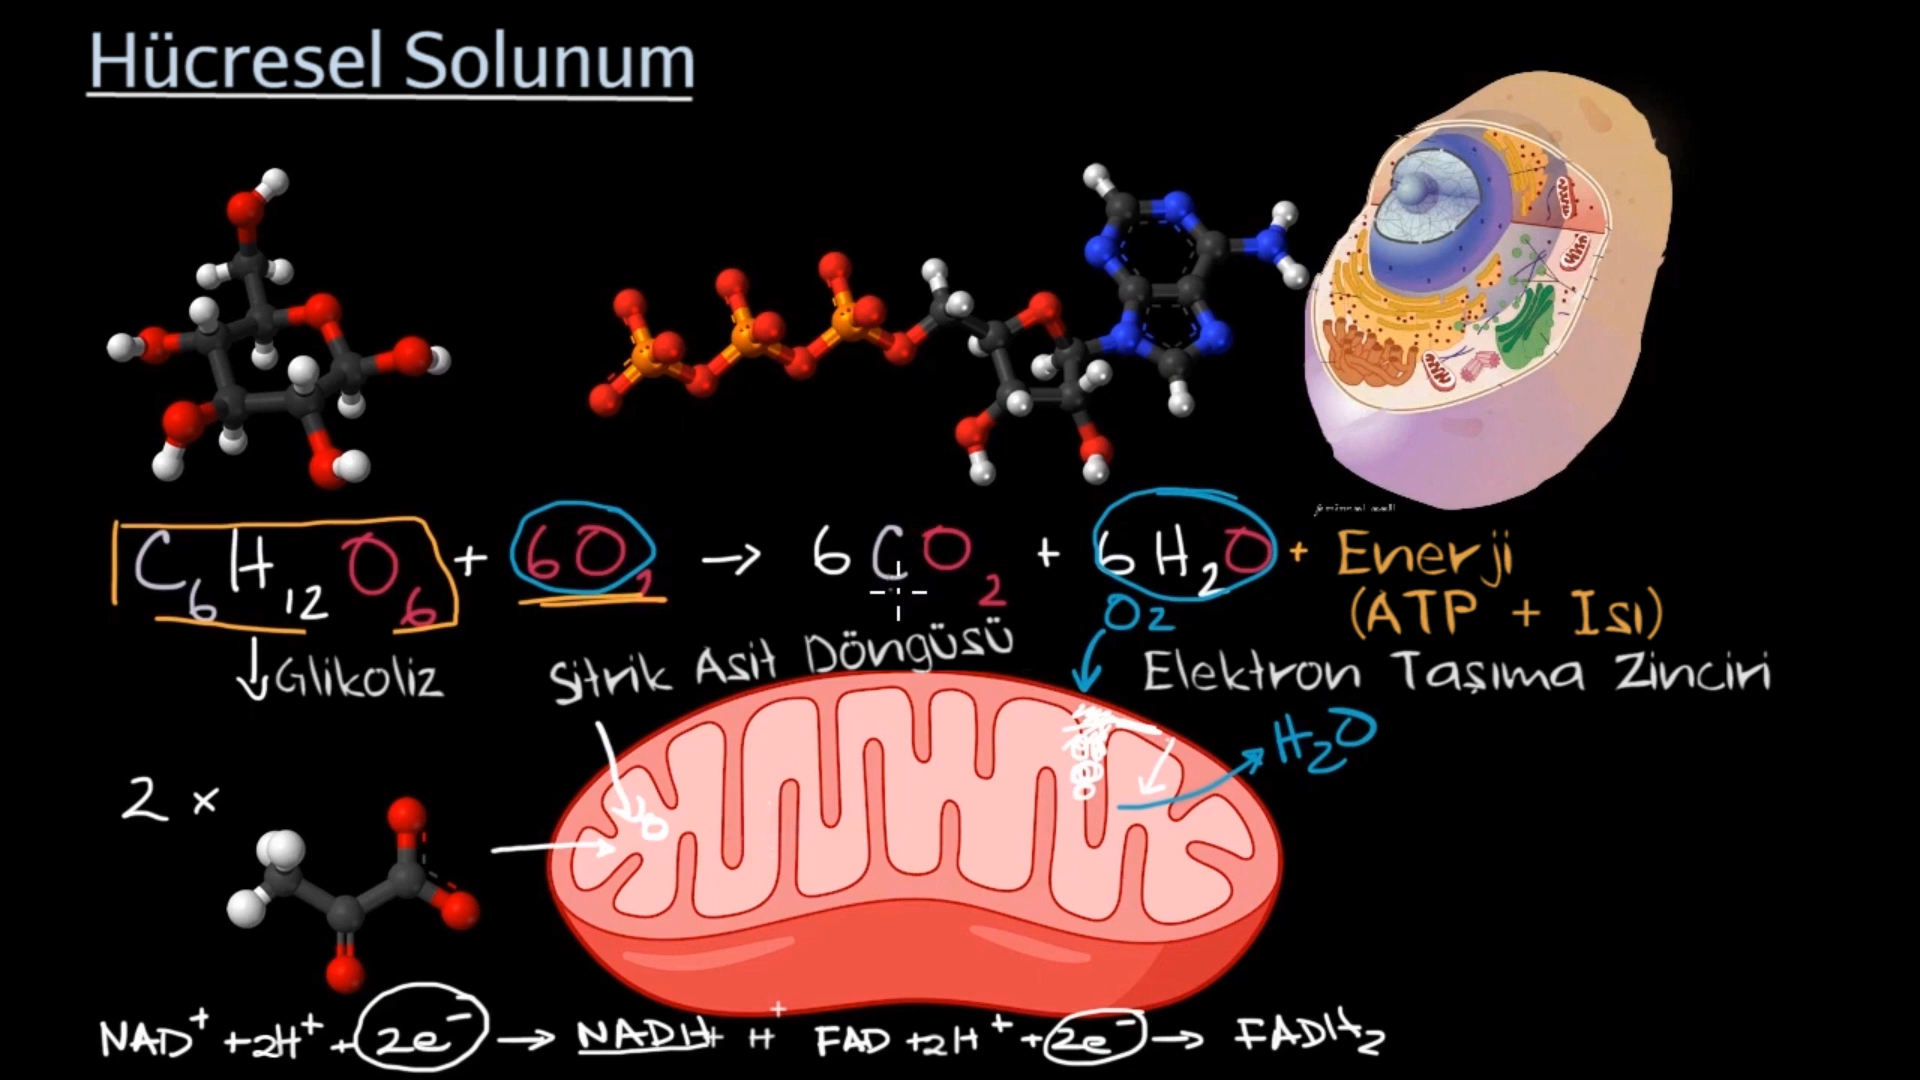 Hücresel Solunum
C6H12O6 + 6O2 → 6CO2 + 6H2O + Enerji
(ATP + Isı)
O2
↓ Glikoliz
Sitrik Asit Döngüsü
Elektron Taşıma Zinciri
H2O
2 x
NAD+ + 2H+ + 2e- → NADH + H+ FAD + 2H+ + 2e- → FADH2